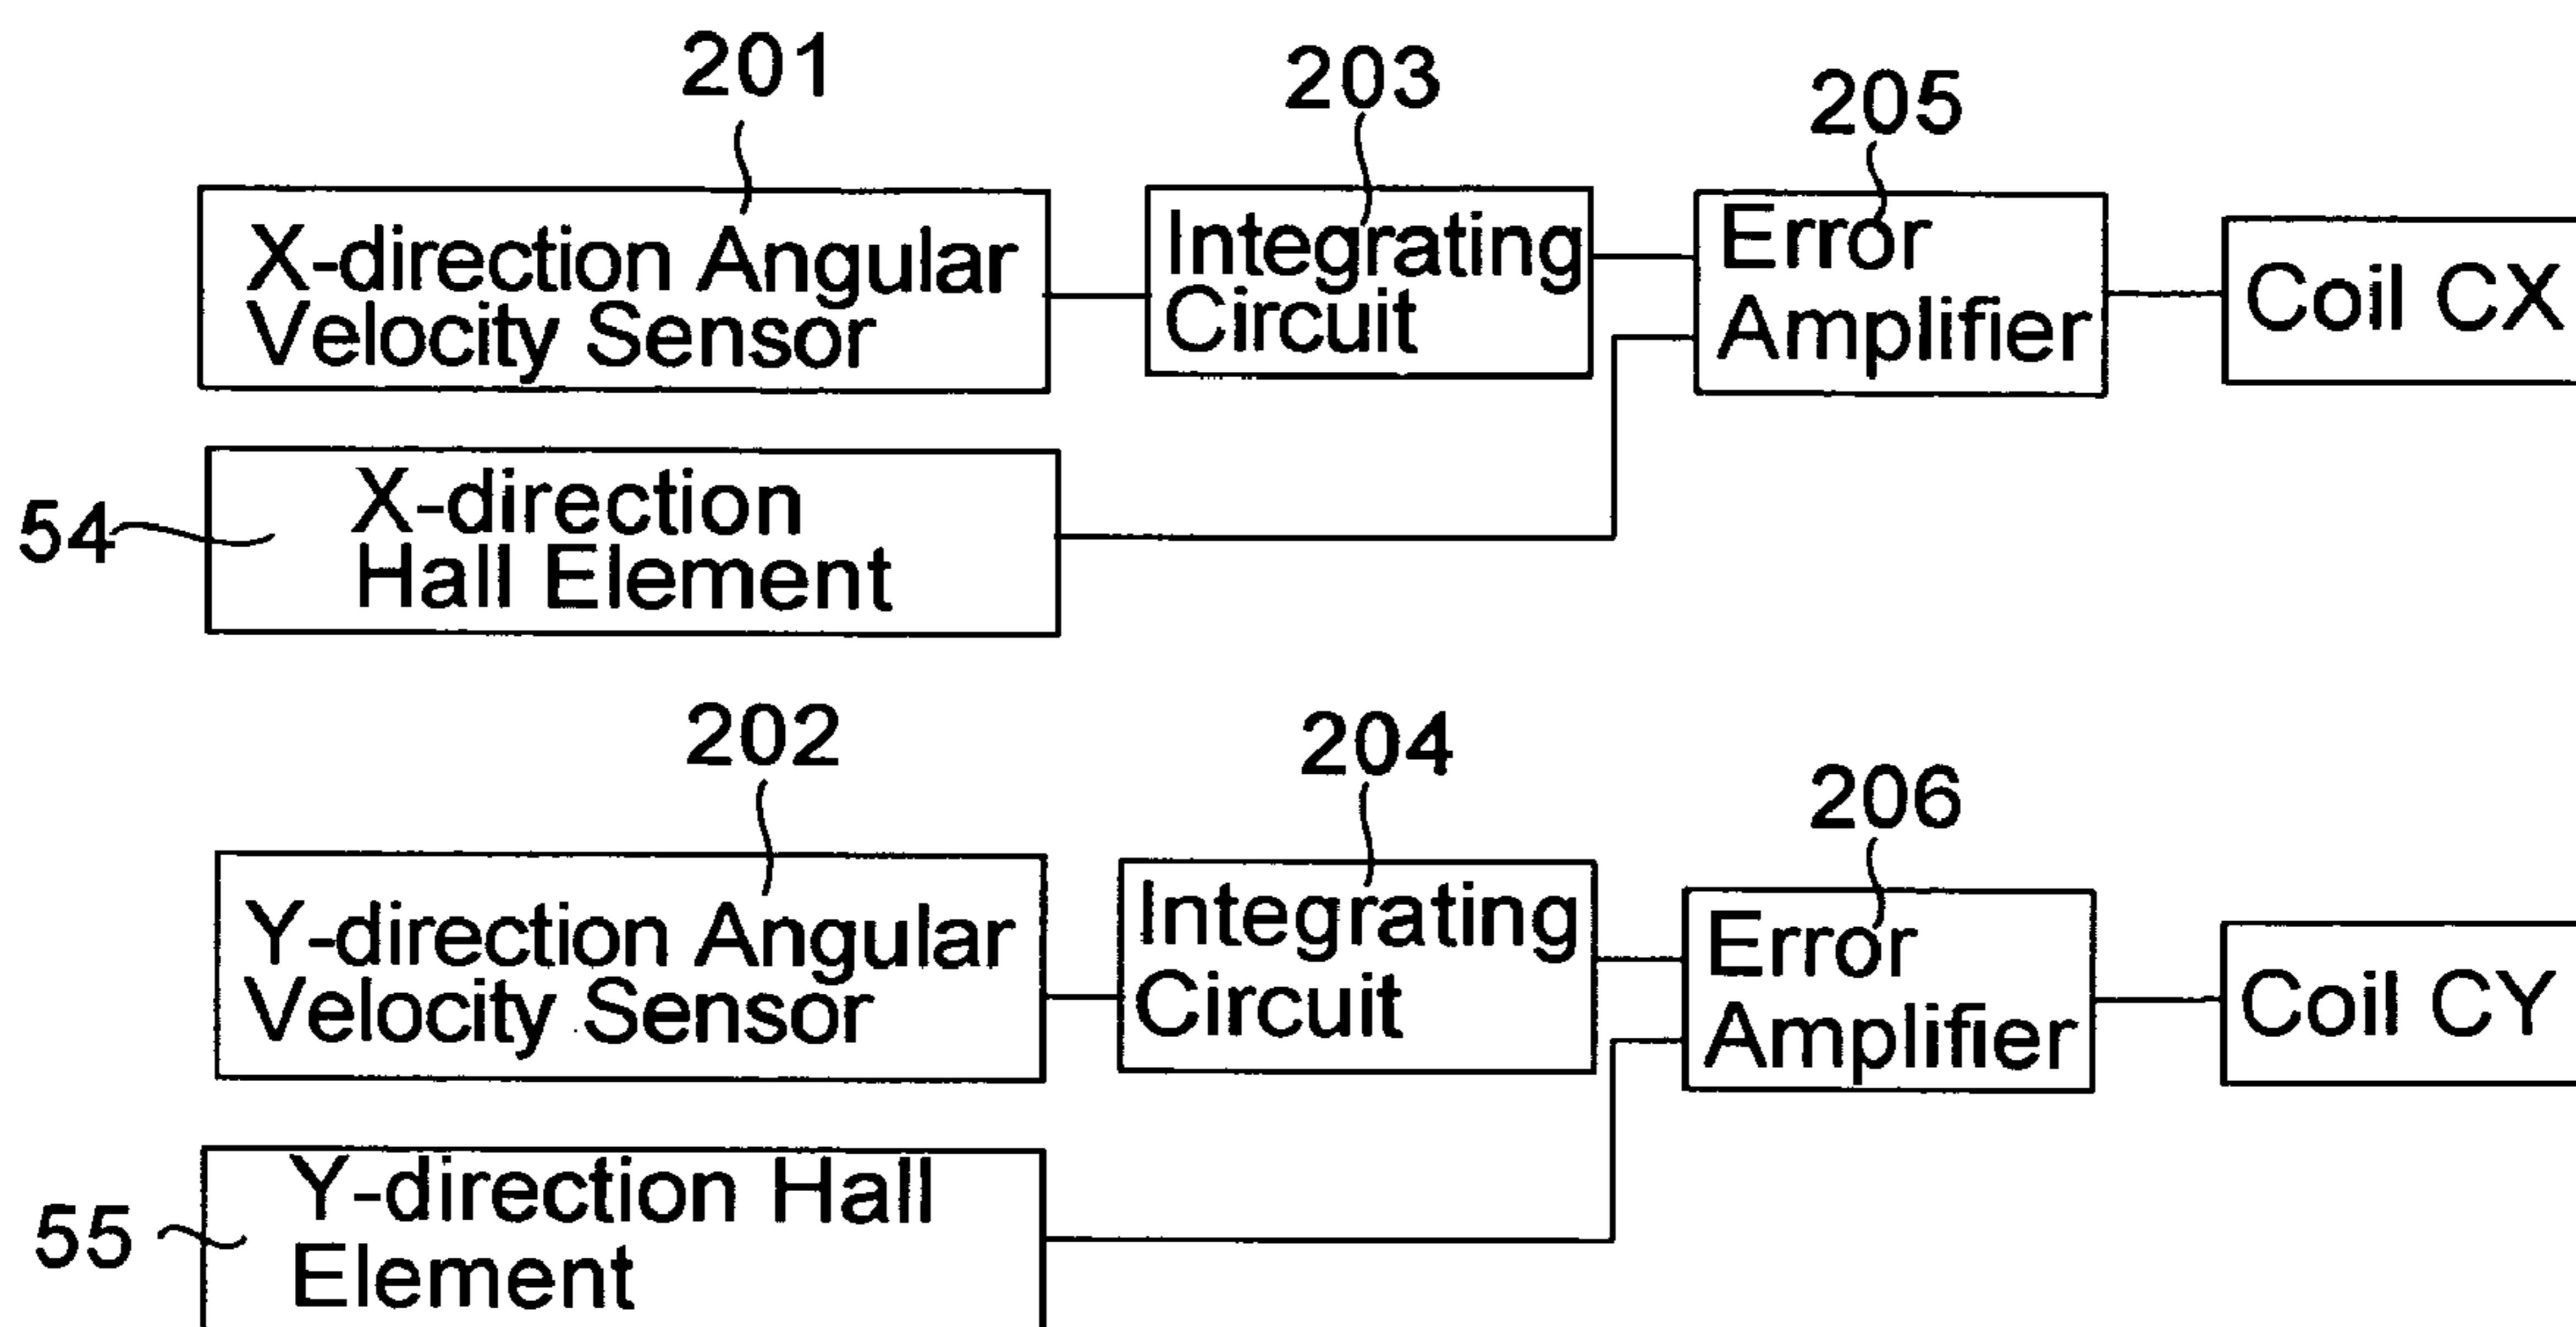 201
203
205
X-direction Angular
Velocity Sensor
Integrating
Circuit
Error
Amplifier
Coil CX
54
X-direction
Hall Element
202
204
206
Y-direction Angular
Velocity Sensor
Integrating
Circuit
Error
Amplifier
Coil CY
55
Y-direction Hall
Element